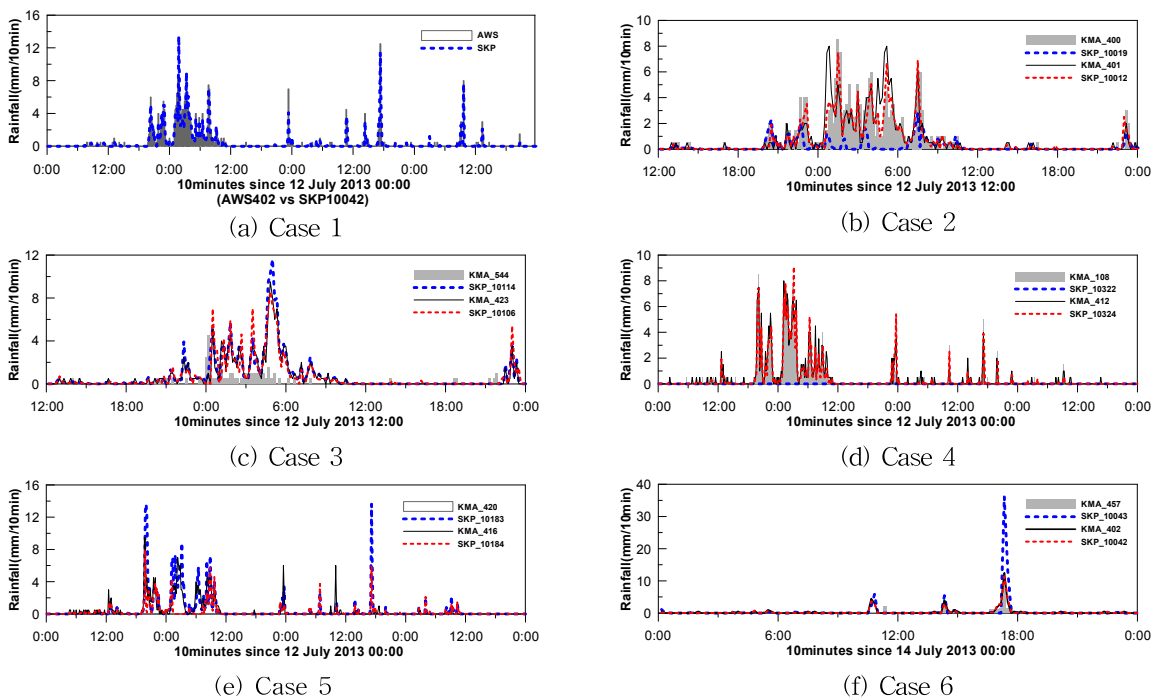 Rainfall(mm/10min)
16
12
8
4
0
AWS
SKP
0:00 12:00 0:00 12:00 0:00 12:00 0:00 12:00
10minutes since 12 July 2013 00:00
(AWS402 vs SKP10042)
(a) Case 1
Rainfall(mm/10min)
10
8
6
4
2
0
KMA_400
SKP_10019
KMA_401
SKP_10012
12:00 18:00 0:00 6:00 12:00 18:00 0:00
10minutes since 12 July 2013 12:00
(b) Case 2
Rainfall(mm/10min)
12
8
4
0
KMA_544
SKP_10114
KMA_423
SKP_10106
12:00 18:00 0:00 6:00 12:00 18:00 0:00
10minutes since 12 July 2013 12:00
(c) Case 3
Rainfall(mm/10min)
10
8
6
4
2
0
KMA_108
SKP_10322
KMA_412
SKP_10324
0:00 12:00 0:00 12:00 0:00 12:00 0:00 12:00 0:00
10minutes since 12 July 2013 00:00
(d) Case 4
Rainfall(mm/10min)
16
12
8
4
0
KMA_420
SKP_10183
KMA_416
SKP_10184
0:00 12:00 0:00 12:00 0:00 12:00 0:00 12:00 0:00
10minutes since 12 July 2013 00:00
(e) Case 5
Rainfall(mm/10min)
40
30
20
10
0
KMA_457
SKP_10043
KMA_402
SKP_10042
0:00 6:00 12:00 18:00 0:00
10minutes since 14 July 2013 00:00
(f) Case 6